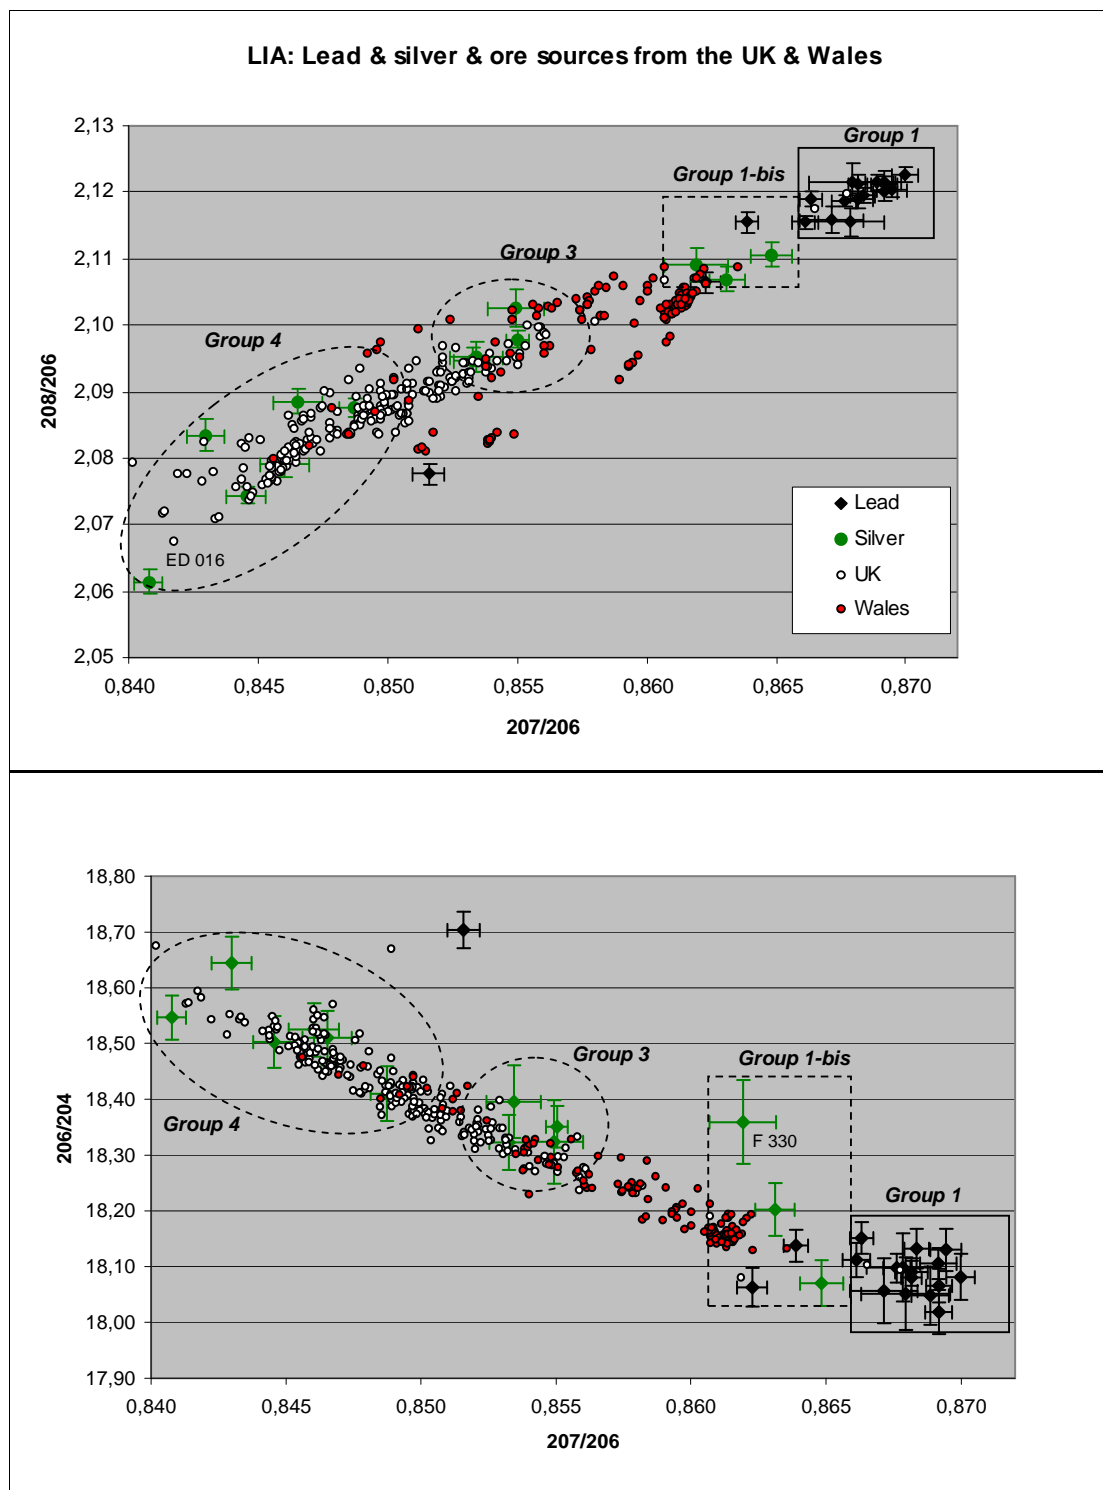 LIA: Lead & silver & ore sources from the UK & Wales
2,13
2,12
2,11
2,10
2,09
2,08
2,07
2,06
2,05
208/206
Group 1
Group 1-bis
Group 3
Group 4
ED 016
Lead
Silver
UK
Wales
0,840 0,845 0,850 0,855 0,860 0,865 0,870
207/206
18,80
18,70
18,60
18,50
18,40
18,30
18,20
18,10
18,00
17,90
206/204
Group 3
Group 1-bis
Group 4
F 330
Group 1
0,840 0,845 0,850 0,855 0,860 0,865 0,870
207/206